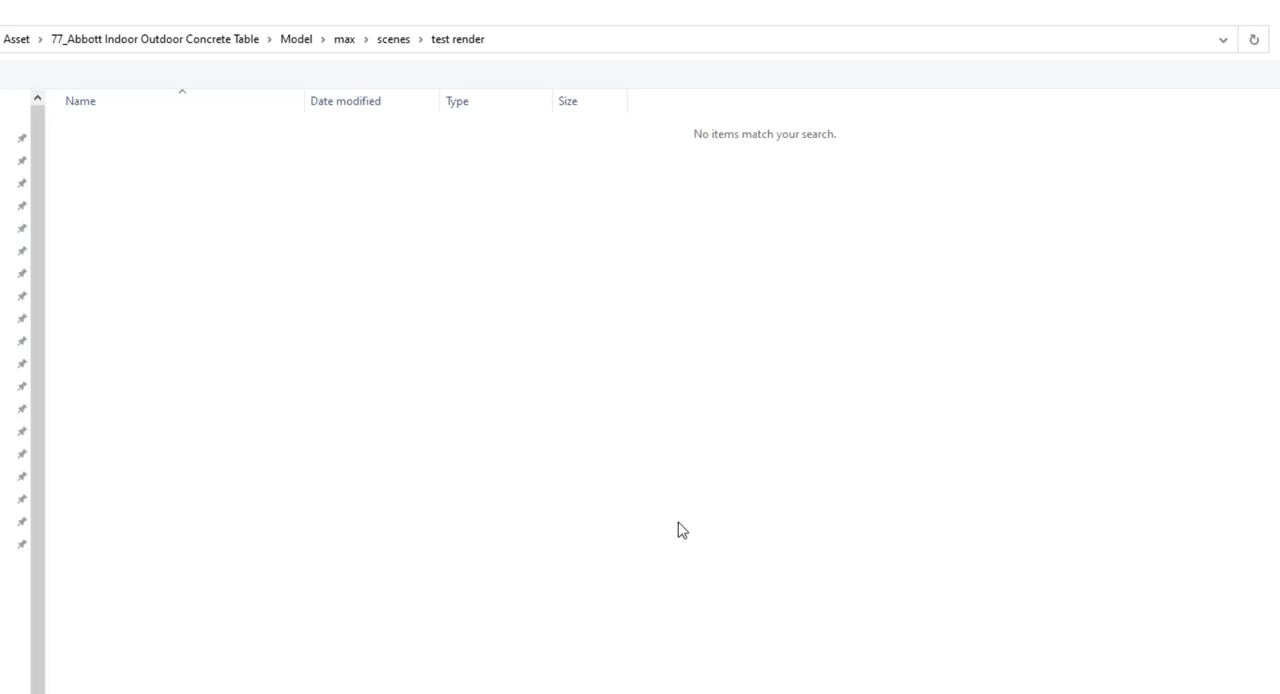 Asset > 77_Abbott Indoor Outdoor Concrete Table > Model > max > scenes > test render
Name Date modified Type Size
No items match your search.